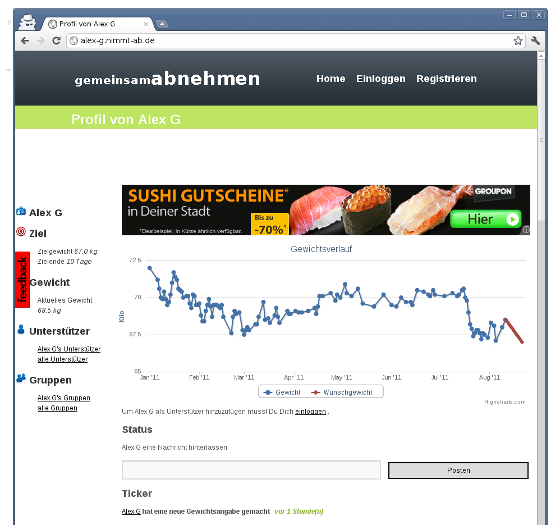 Profil von Alex G
alex-g.nimmt-ab.de
gemeinsamabnehmen
Home Einloggen Registrieren
Profil von Alex G
SUSHI GUTSCHEINE*
in Deiner Stadt
Bis zu
-70%*
GROUPON
Hier
*Dealbeispiel, in Kürze ähnlich verfügbar.
Alex G
Ziel
Zielgewicht 67.0 kg
Zielende 10 Tage
feedback
Gewicht
Aktuelles Gewicht
68.5 kg
Unterstützer
Alex G's Unterstützer
alle Unterstützer
Gruppen
Alex G's Gruppen
alle Gruppen
Gewichtsverlauf
Kilo
72.5
70
67.5
65
Jan '11 Feb '11 Mar '11 Apr '11 May '11 Jun '11 Jul '11 Aug '11
Gewicht Wunschgewicht
Highcharts.com
Um Alex G als Unterstützer hinzuzufügen musst Du Dich einloggen .
Status
Alex G eine Nachricht hinterlassen
Posten
Ticker
Alex G hat eine neue Gewichtsangabe gemacht vor 1 Stunde(n)